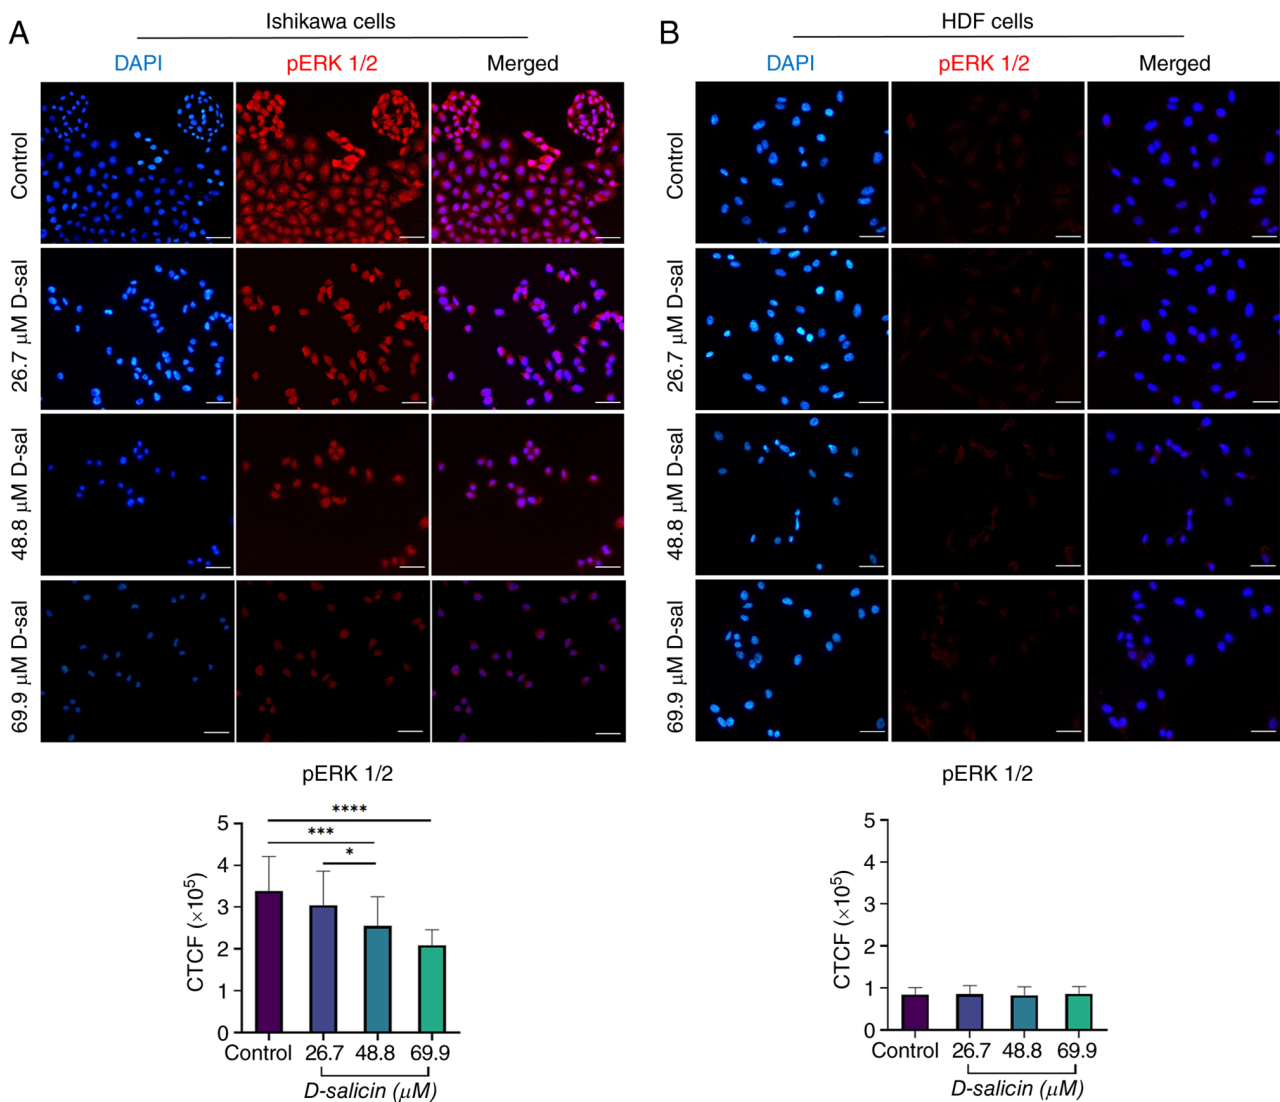 A
Ishikawa cells
DAPI
pERK 1/2
Merged
Control
26.7 μM D-sal
48.8 μM D-sal
69.9 μM D-sal
pERK 1/2
****
***
*
CTCF (×10⁵)
5
4
3
2
1
0
Control 26.7 48.8 69.9
D-salicin (μM)
B
HDF cells
DAPI
pERK 1/2
Merged
Control
26.7 μM D-sal
48.8 μM D-sal
69.9 μM D-sal
pERK 1/2
CTCF (×10⁵)
5
4
3
2
1
0
Control 26.7 48.8 69.9
D-salicin (μM)